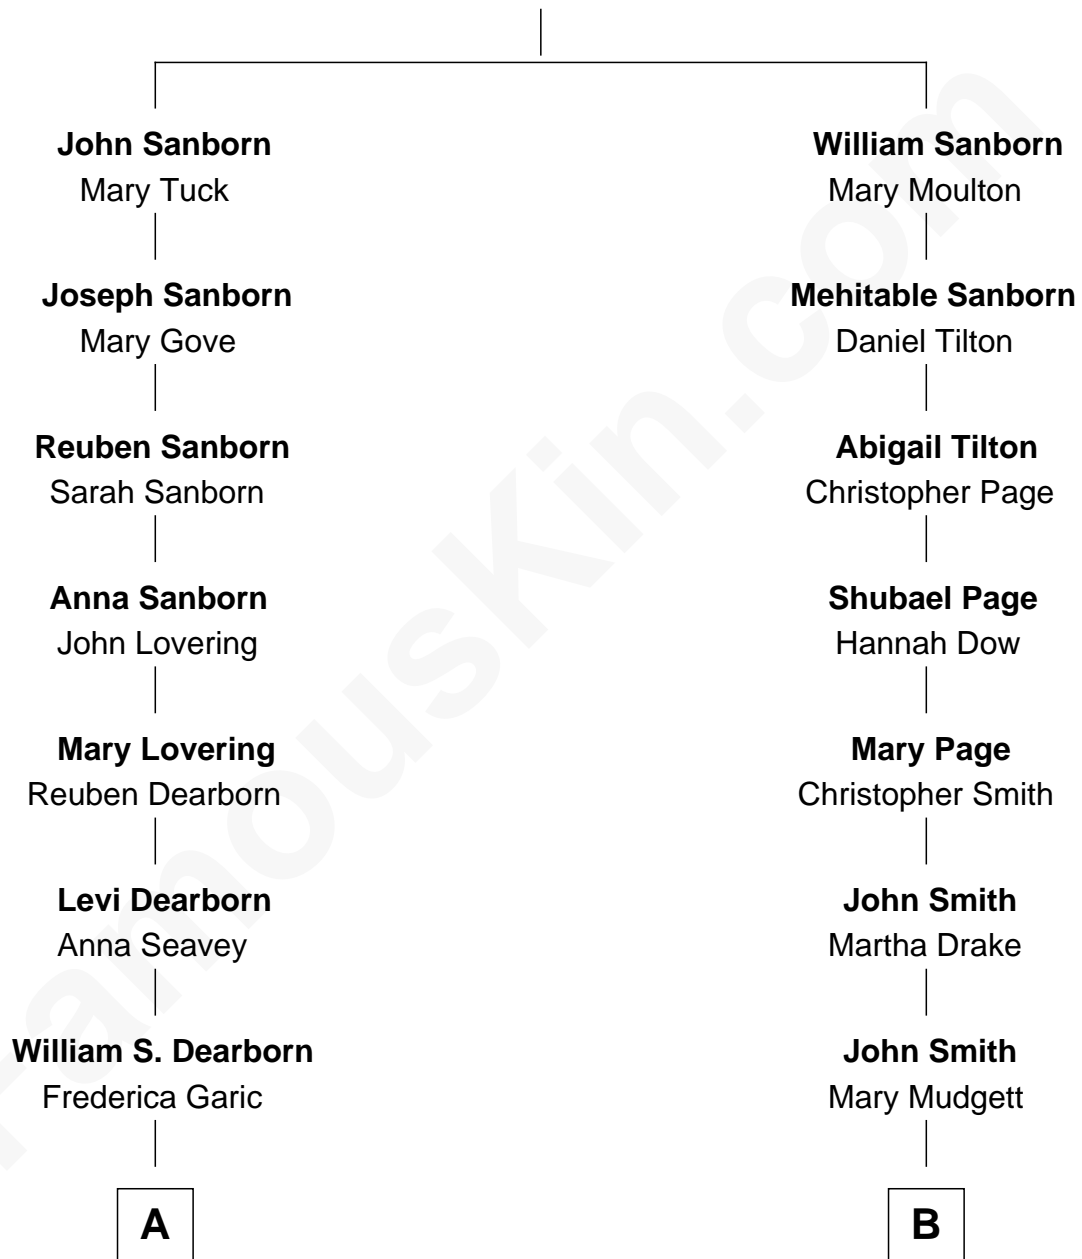 John Sanborn
Mary Tuck
William Sanborn
Mary Moulton
Joseph Sanborn
Mary Gove
Mehitable Sanborn
Daniel Tilton
Reuben Sanborn
Sarah Sanborn
Abigail Tilton
Christopher Page
Anna Sanborn
John Lovering
Shubael Page
Hannah Dow
Mary Lovering
Reuben Dearborn
Mary Page
Christopher Smith
Levi Dearborn
Anna Seavey
John Smith
Martha Drake
William S. Dearborn
Frederica Garic
John Smith
Mary Mudgett
A
B
FamousKin.com